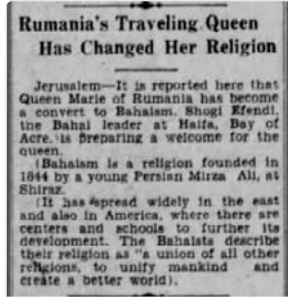 Rumania's Traveling Queen
Has Changed Her Religion
Jerusalem—It is reported here that
Queen Marie of Rumania has become
a convert to Bahaism. Shogi Efendi,
the Bahai leader at Haifa, Bay of
Acre, is preparing a welcome for the
queen.
(Bahaism is a religion founded in
1844 by a young Persian Mirza Ali, at
Shiraz.
(It has spread widely in the east
and also in America, where there are
centers and schools to further its
development. The Bahaists describe
their religion as "a union of all other
religions, to unify mankind and
create a better world).